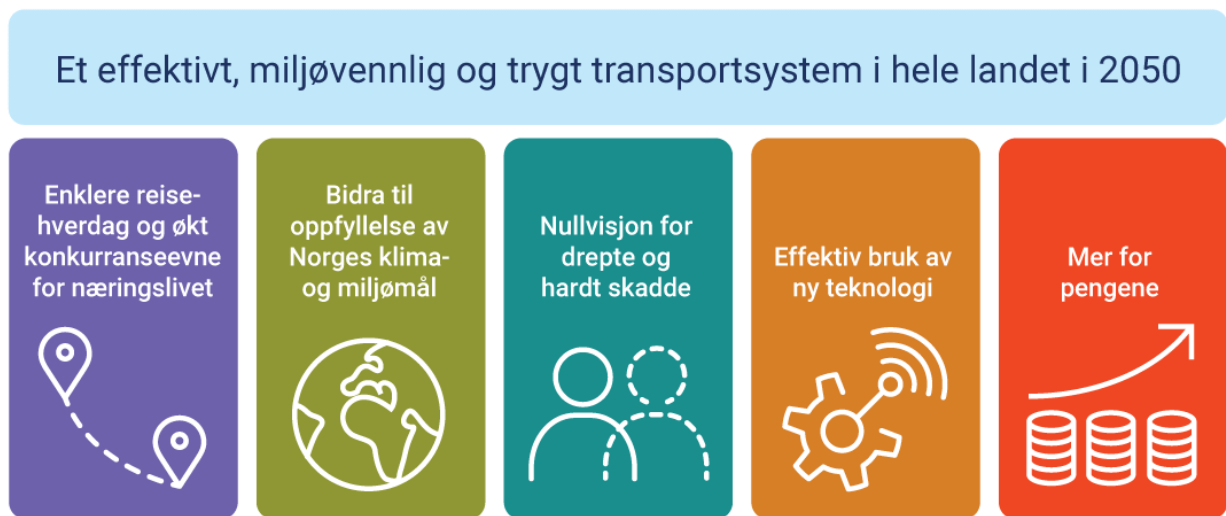 Et effektivt, miljøvennlig og trygt transportsystem i hele landet i 2050
Enklere reise-
hverdag og økt
konkurranseevne
for næringslivet
Bidra til
oppfyllelse av
Norges klima-
og miljømål
Nullvisjon for
drepte og
hardt skadde
Effektiv bruk av
ny teknologi
Mer for
pengene